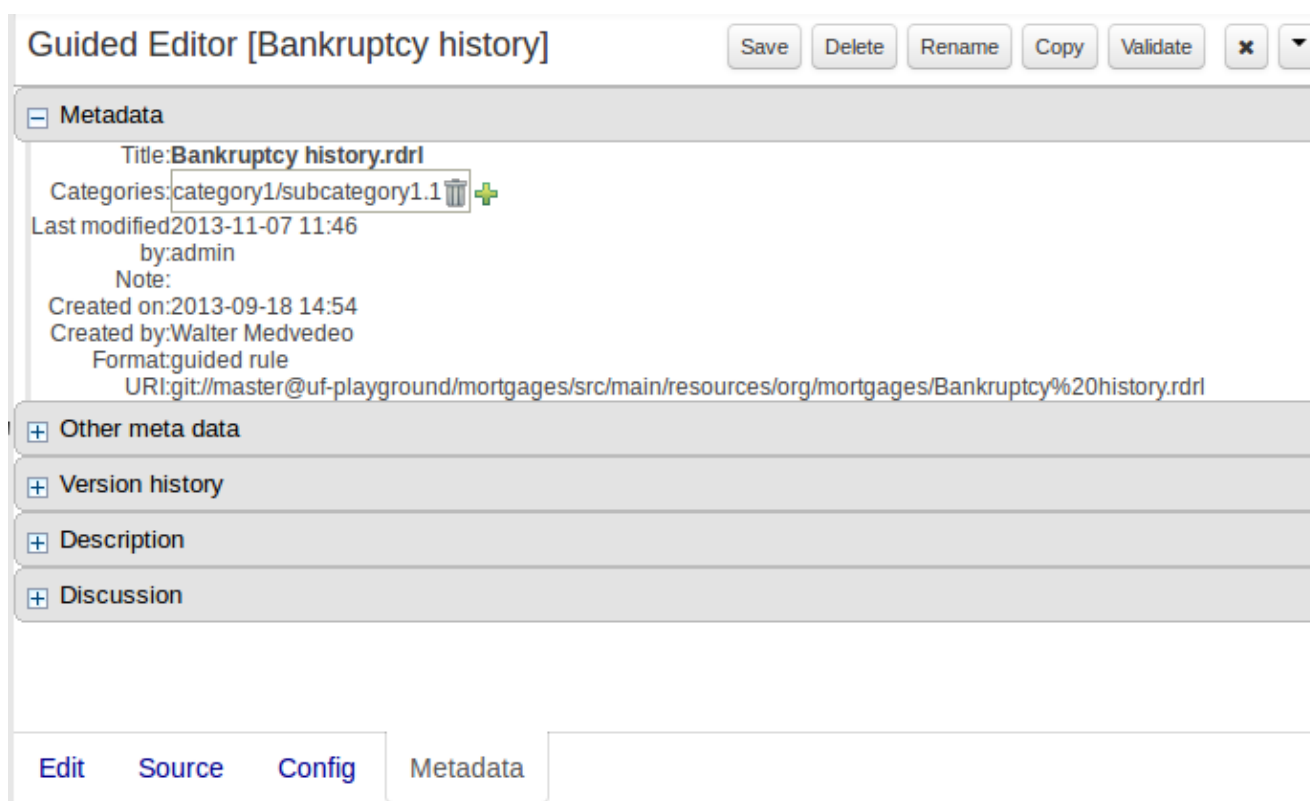 Guided Editor [Bankruptcy history] Save Delete Rename Copy Validate
Metadata
Title:Bankruptcy history.rdrl
Categories:category1/subcategory1.1
Last modified2013-11-07 11:46
by:admin
Note:
Created on:2013-09-18 14:54
Created by:Walter Medvedeo
Format:guided rule
URI:git://master@uf-playground/mortgages/src/main/resources/org/mortgages/Bankruptcy%20history.rdrl
Other meta data
Version history
Description
Discussion
Edit Source Config Metadata